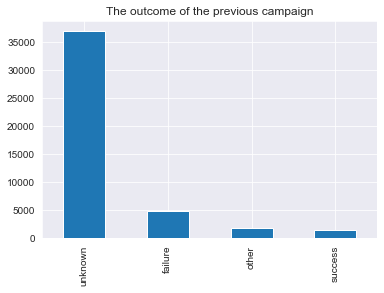 The outcome of the previous campaign
35000
30000
25000
20000
15000
10000
5000
0
unknown
failure
other
success